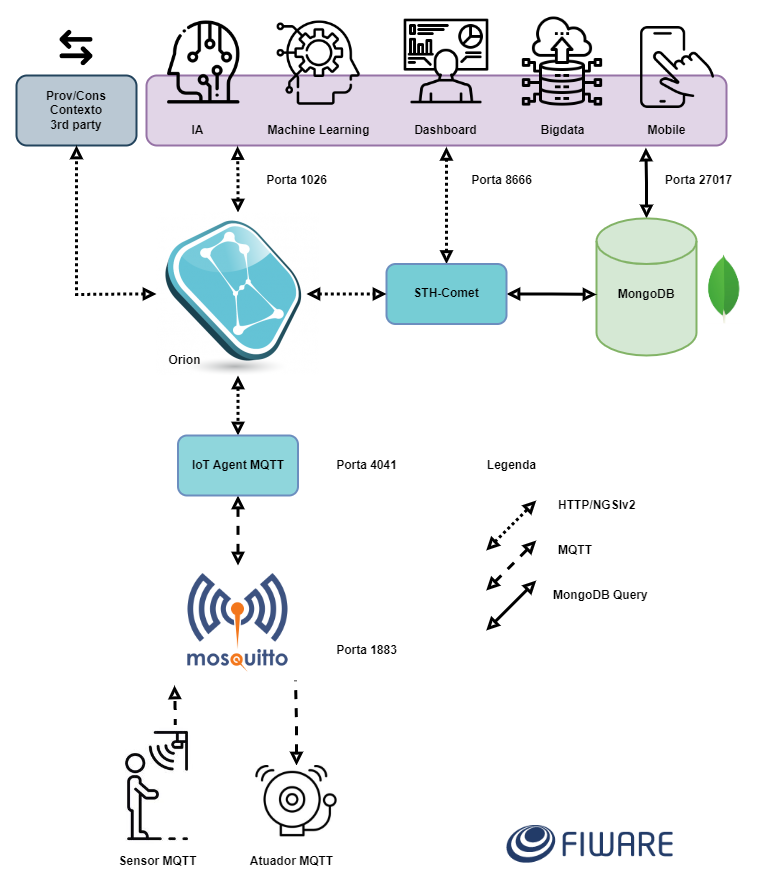 Prov/Cons
Contexto
3rd party
IA
Machine Learning
Dashboard
Bigdata
Mobile
Porta 1026
Porta 8666
Porta 27017
STH-Comet
MongoDB
Orion
IoT Agent MQTT
Porta 4041
Legenda
HTTP/NGSIv2
MQTT
MongoDB Query
mosquitto
Porta 1883
Sensor MQTT
Atuador MQTT
FIWARE